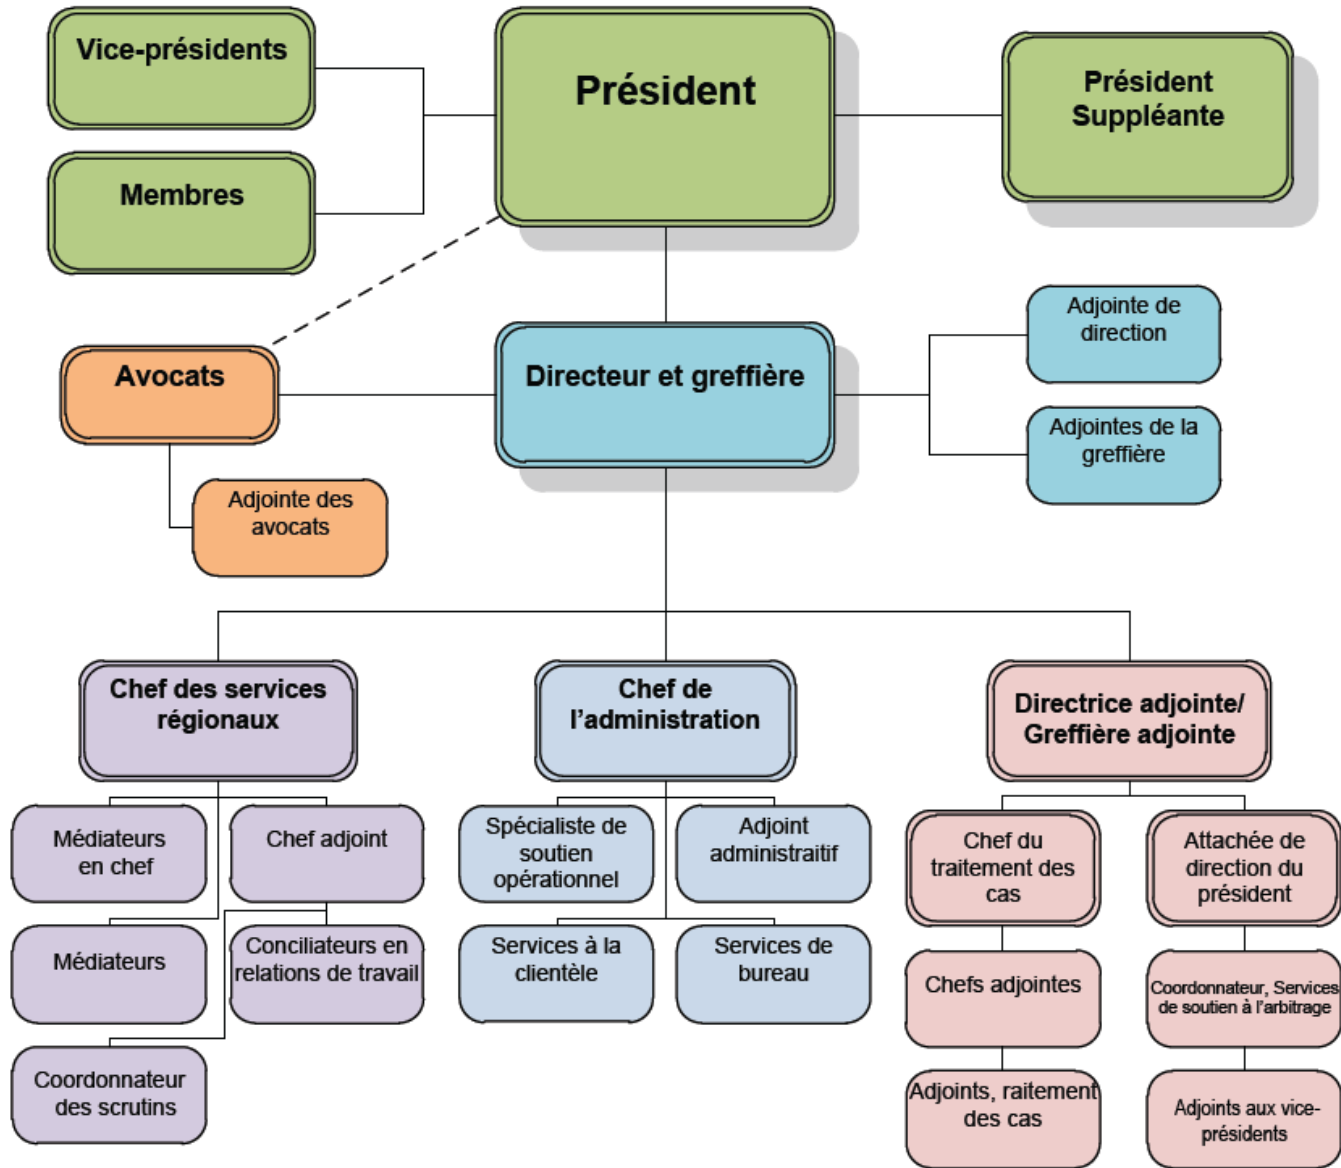 Vice-présidents
Président
Président
Suppléante
Membres
Avocats
Directeur et greffière
Adjointe de
direction
Adjointes de la
greffière
Adjointe des
avocats
Chef des services
régionaux
Chef de
l’administration
Directrice adjointe/
Greffière adjointe
Médiateurs
en chef
Chef adjoint
Spécialiste de
soutien
opérationnel
Adjoint
administraitif
Chef du
traitement des
cas
Attachée de
direction du
président
Médiateurs
Conciliateurs en
relations de travail
Services à la
clientèle
Services de
bureau
Chefs adjointes
Coordonnateur, Services
de soutien à l’arbitrage
Coordonnateur
des scrutins
Adjoints, raitement
des cas
Adjoints aux vice-
présidents